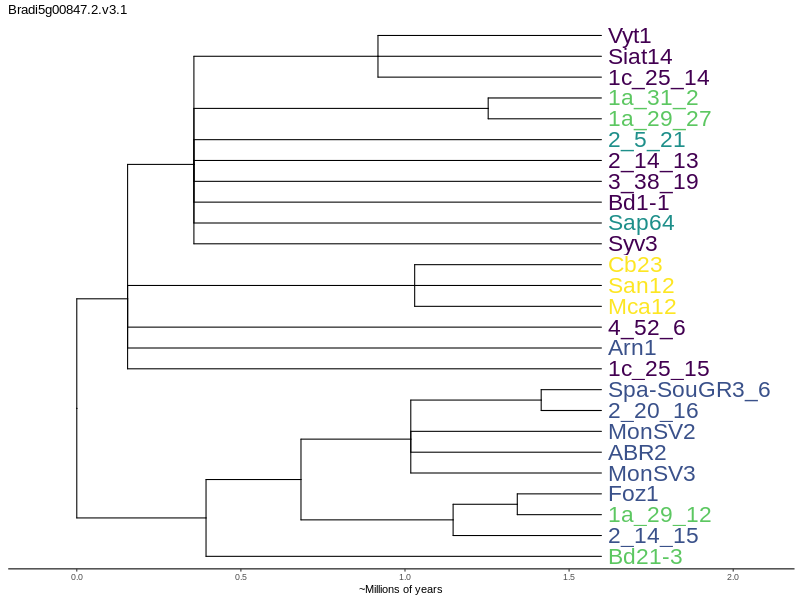 Bradi5g00847.2.v3.1
Vyt1
Siat14
1c_25_14
1a_31_2
1a_29_27
2_5_21
2_14_13
3_38_19
Bd1-1
Sap64
Syv3
Cb23
San12
Mca12
4_52_6
Arn1
1c_25_15
Spa-SouGR3_6
2_20_16
MonSV2
ABR2
MonSV3
Foz1
1a_29_12
2_14_15
Bd21-3
0.0 0.5 1.0 1.5 2.0
~Millions of years